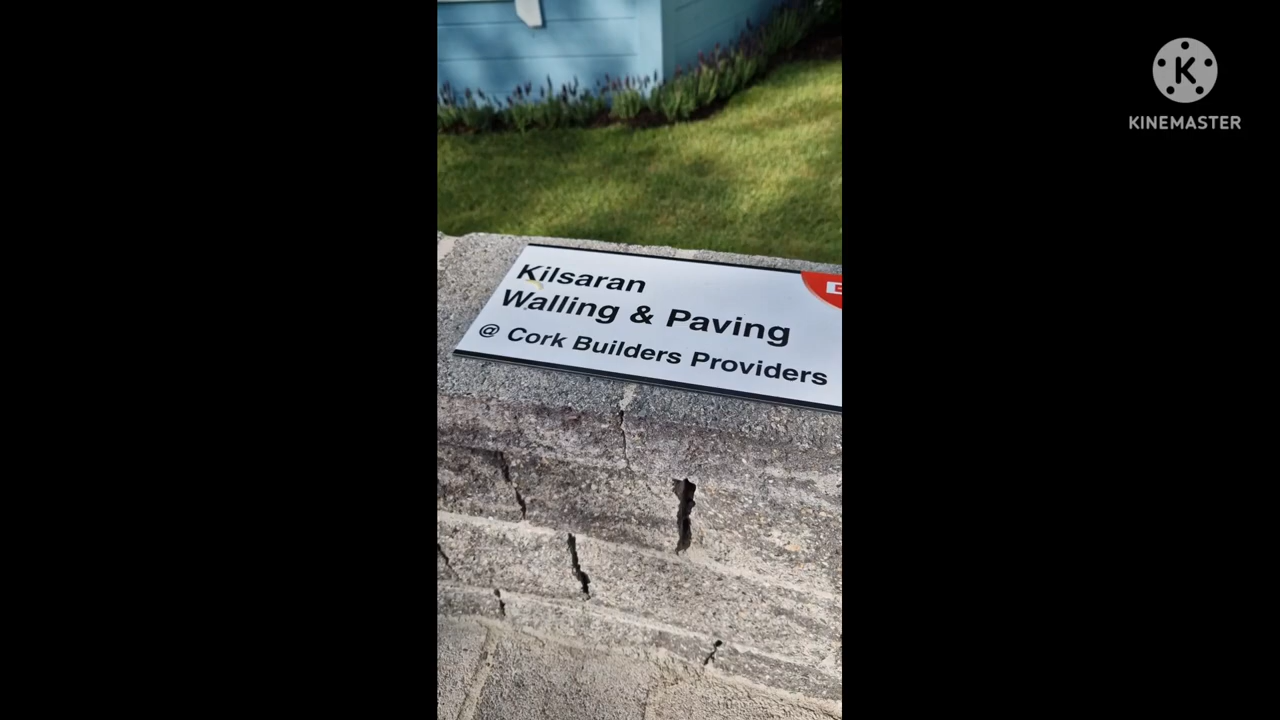 K
KINEMASTER
Kilsaran
Walling & Paving
@ Cork Builders Providers